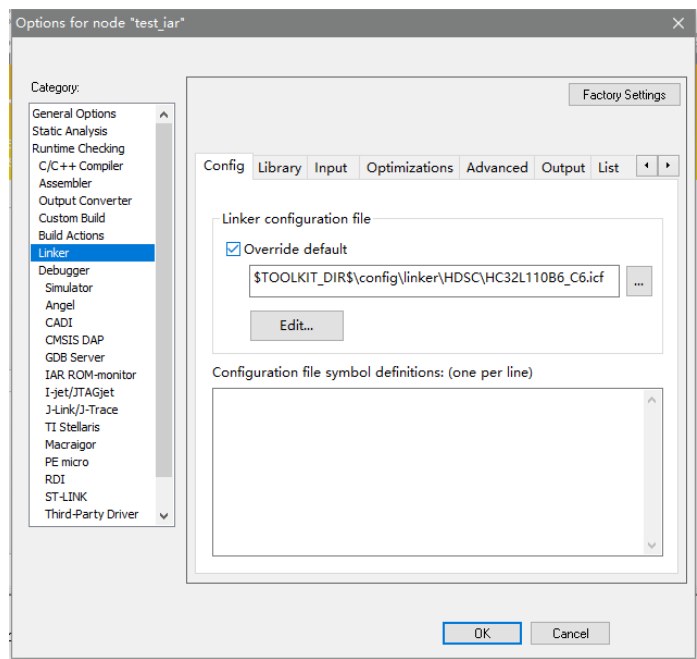 Options for node "test_iar"
Category:
General Options
Static Analysis
Runtime Checking
C/C++ Compiler
Assembler
Output Converter
Custom Build
Build Actions
Linker
Debugger
Simulator
Angel
CADI
CMSIS DAP
GDB Server
IAR ROM-monitor
I-jet/JTAGjet
J-Link/J-Trace
TI Stellaris
Macraigor
PE micro
RDI
ST-LINK
Third-Party Driver
Factory Settings
Config Library Input Optimizations Advanced Output List
Linker configuration file
Override default
$TOOLKIT_DIR$\config\linker\HDSC\HC32L110B6_C6.icf ...
Edit...
Configuration file symbol definitions: (one per line)
OK Cancel